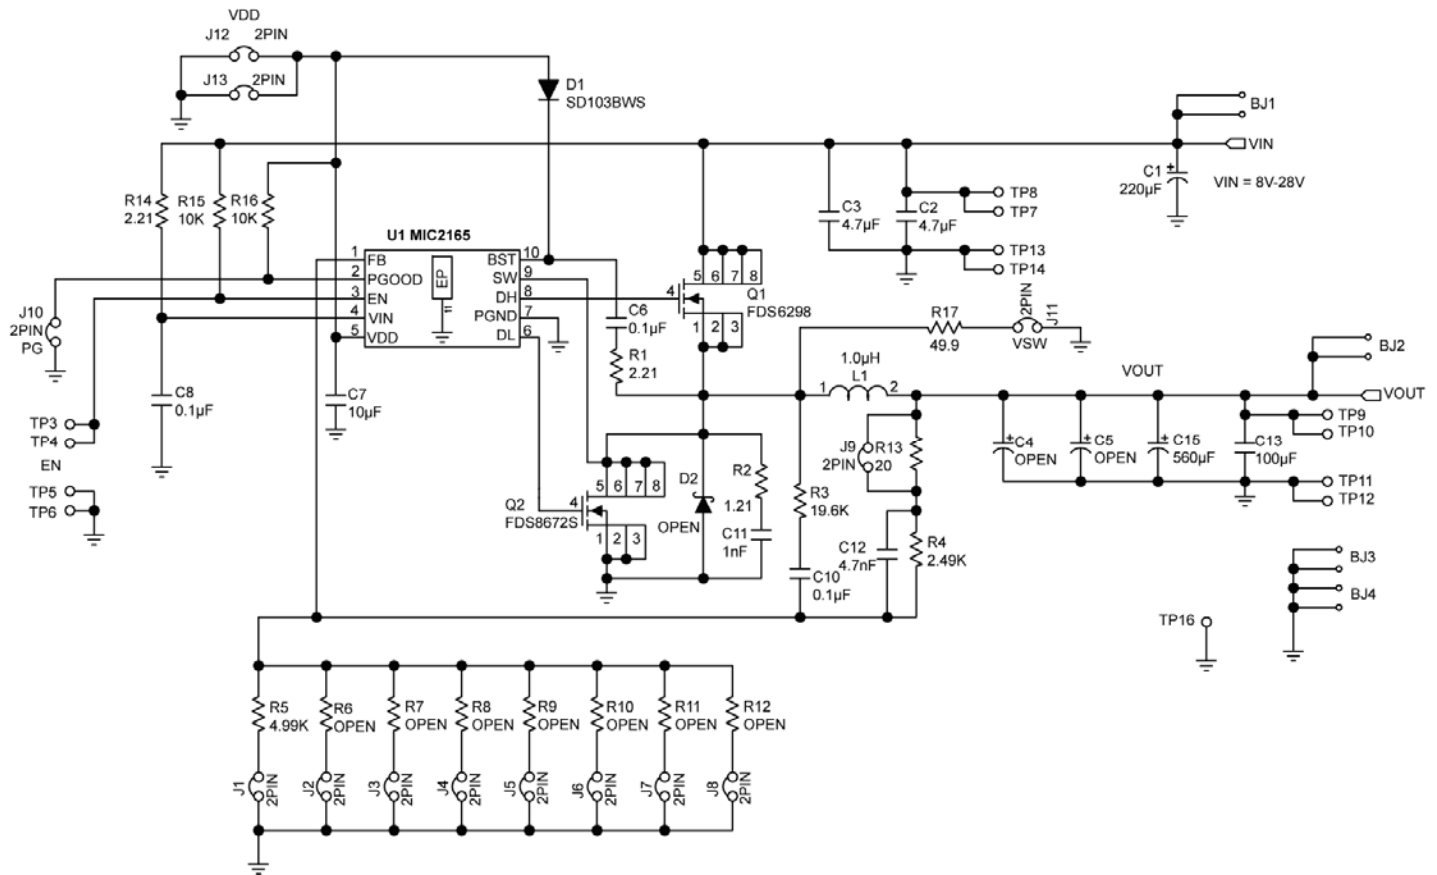 VDD
J12 2PIN
J13 2PIN
D1
SD103BWS
BJ1
VIN
VIN = 8V-28V
C1
220µF
+
R14
2.21
R15
10K
R16
10K
C3
4.7µF
C2
4.7µF
TP8
TP7
TP13
TP14
U1 MIC2165
1 FB
2 PGOOD
3 EN
4 VIN
5 VDD
EP
11
BST 10
SW 9
DH 8
PGND 7
DL 6
5 6 7 8
4
1 2 3
Q1
FDS6298
J10
2PIN
PG
C6
0.1µF
R1
2.21
R17
49.9
2PIN
J11
VSW
1.0µH
1 L1 2
VOUT
BJ2
VOUT
C8
0.1µF
C7
10µF
TP3
TP4
EN
TP5
TP6
5 6 7 8
4
1 2 3
Q2
FDS8672S
D2
OPEN
R2
1.21
C11
1nF
R3
19.6K
C10
0.1µF
J9
2PIN
R13
20
C12
4.7nF
R4
2.49K
+
C4
OPEN
+
C5
OPEN
+
C15
560µF
C13
100µF
TP9
TP10
TP11
TP12
BJ3
BJ4
TP16
R5
4.99K
R6
OPEN
R7
OPEN
R8
OPEN
R9
OPEN
R10
OPEN
R11
OPEN
R12
OPEN
J1
2PIN
J2
2PIN
J3
2PIN
J4
2PIN
J5
2PIN
J6
2PIN
J7
2PIN
J8
2PIN